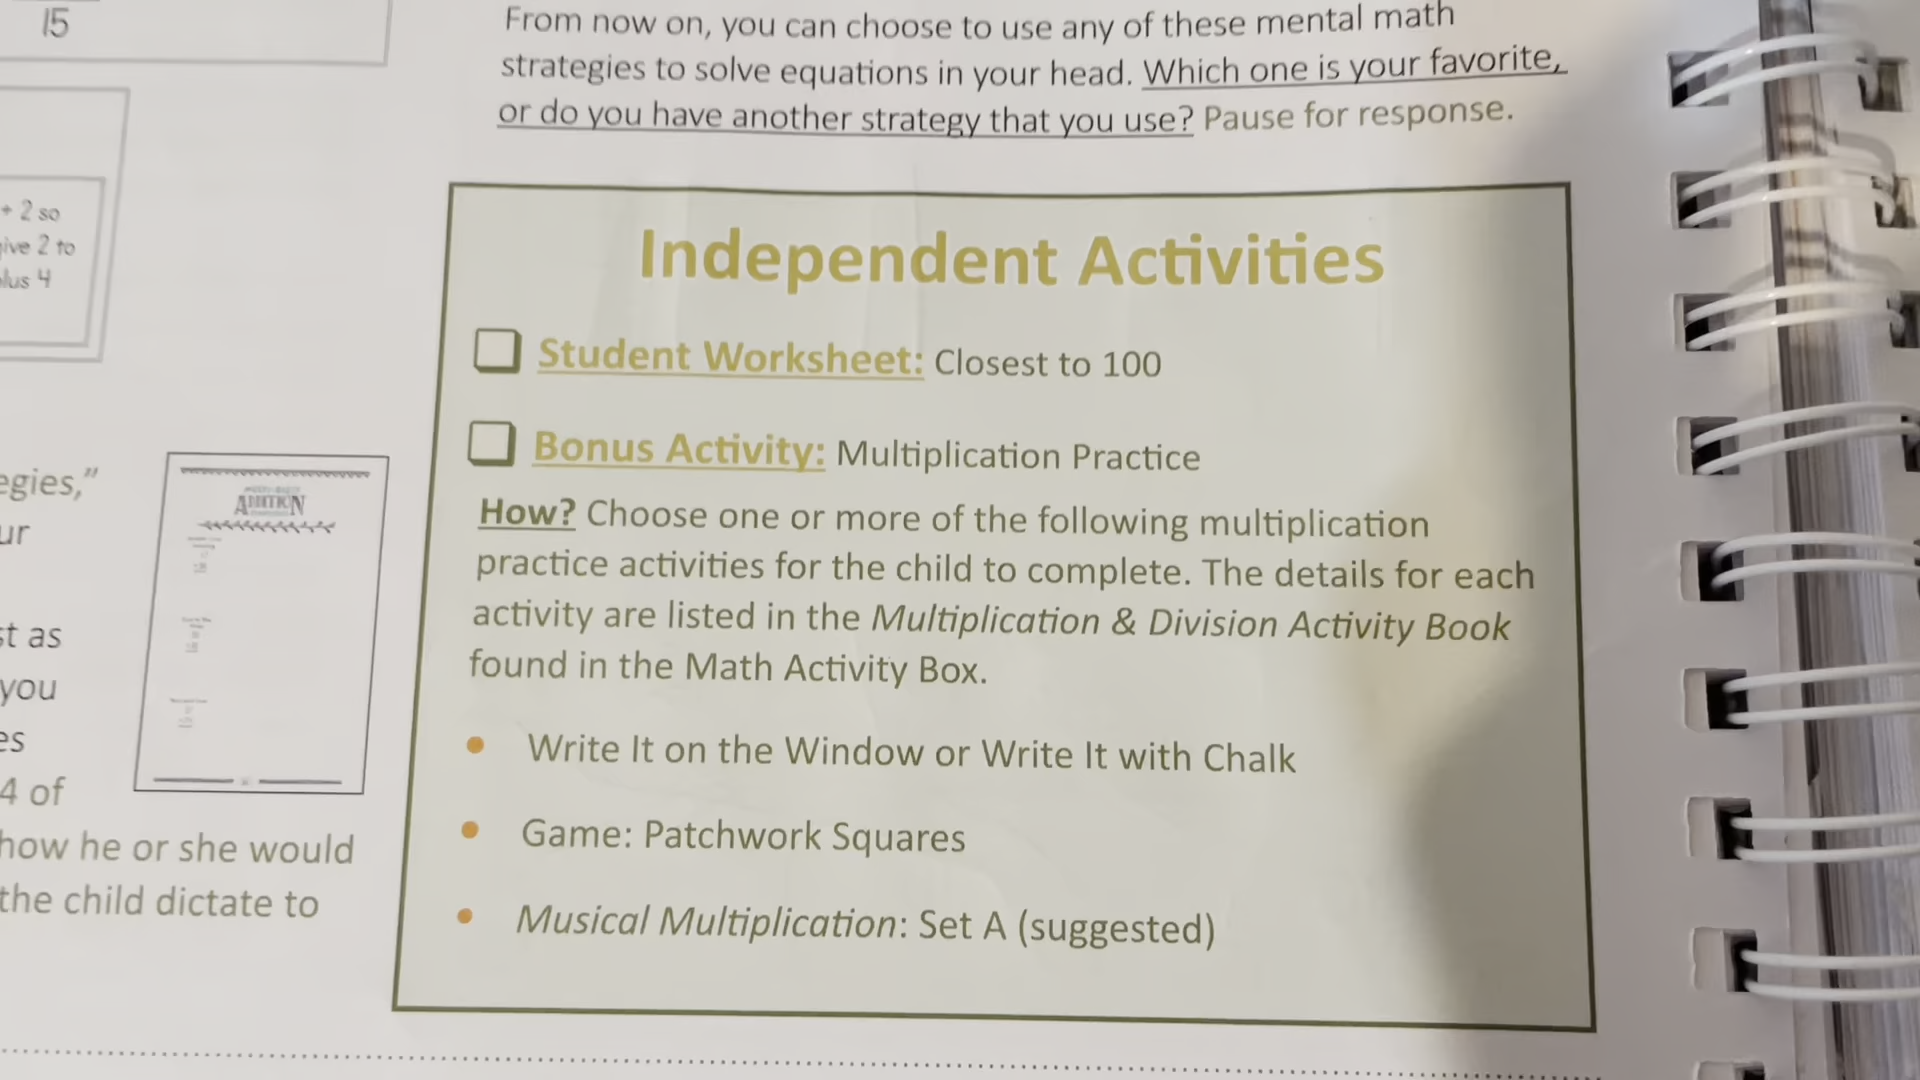 15
+ 2 so
ive 2 to
lus 4
egies,"
ur
st as
you
es
4 of
how he or she would
the child dictate to
From now on, you can choose to use any of these mental math
strategies to solve equations in your head. Which one is your favorite,
or do you have another strategy that you use? Pause for response.
Independent Activities
Student Worksheet: Closest to 100
Bonus Activity: Multiplication Practice
How? Choose one or more of the following multiplication
practice activities for the child to complete. The details for each
activity are listed in the Multiplication & Division Activity Book
found in the Math Activity Box.
• Write It on the Window or Write It with Chalk
• Game: Patchwork Squares
• Musical Multiplication: Set A (suggested)